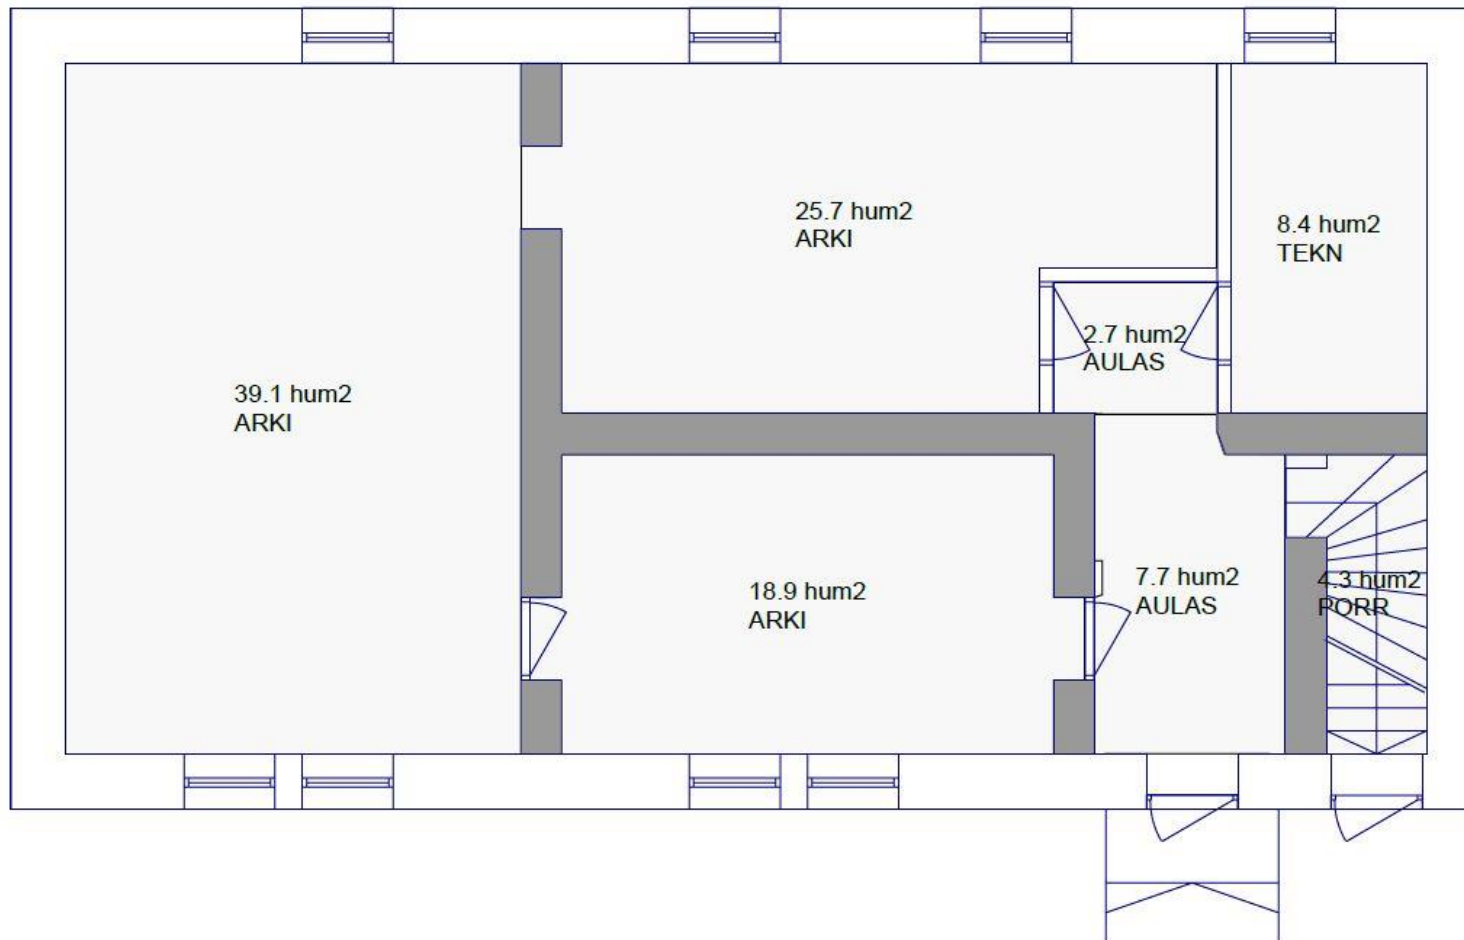 25.7 hum2
ARKI
8.4 hum2
TEKN
2.7 hum2
AULAS
39.1 hum2
ARKI
18.9 hum2
ARKI
7.7 hum2
AULAS
4.3 hum2
PORR